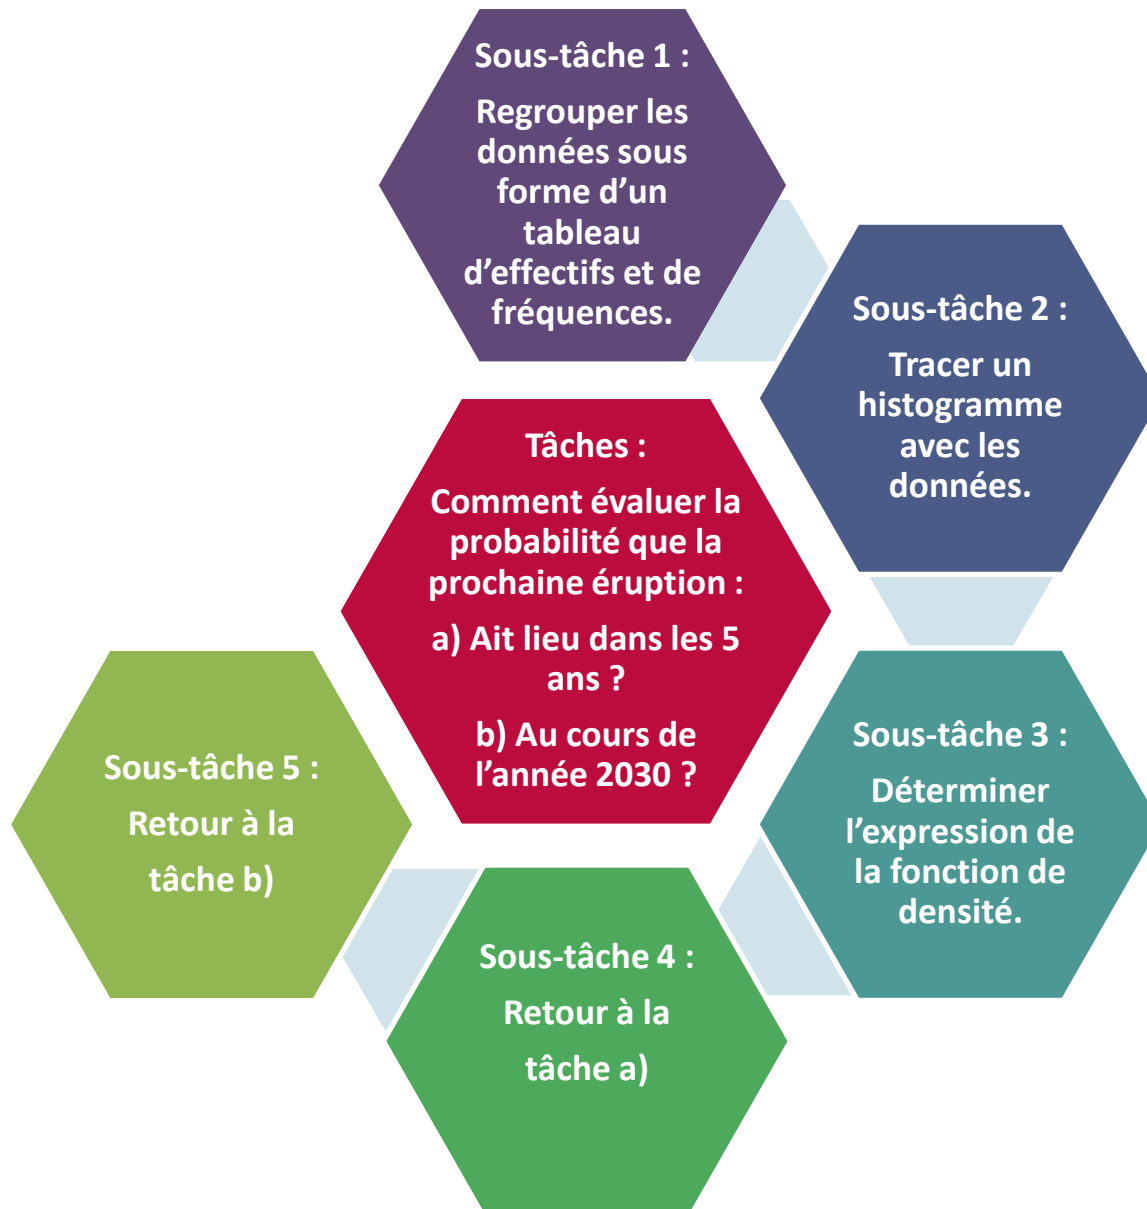 Sous-tâche 1 :
Regrouper les
données sous
forme d’un
tableau
d’effectifs et de
fréquences.
Sous-tâche 2 :
Tracer un
histogramme
avec les
données.
Tâches :
Comment évaluer la
probabilité que la
prochaine éruption :
a) Ait lieu dans les 5
ans ?
b) Au cours de
l’année 2030 ?
Sous-tâche 3 :
Déterminer
l’expression de
la fonction de
densité.
Sous-tâche 4 :
Retour à la
tâche a)
Sous-tâche 5 :
Retour à la
tâche b)